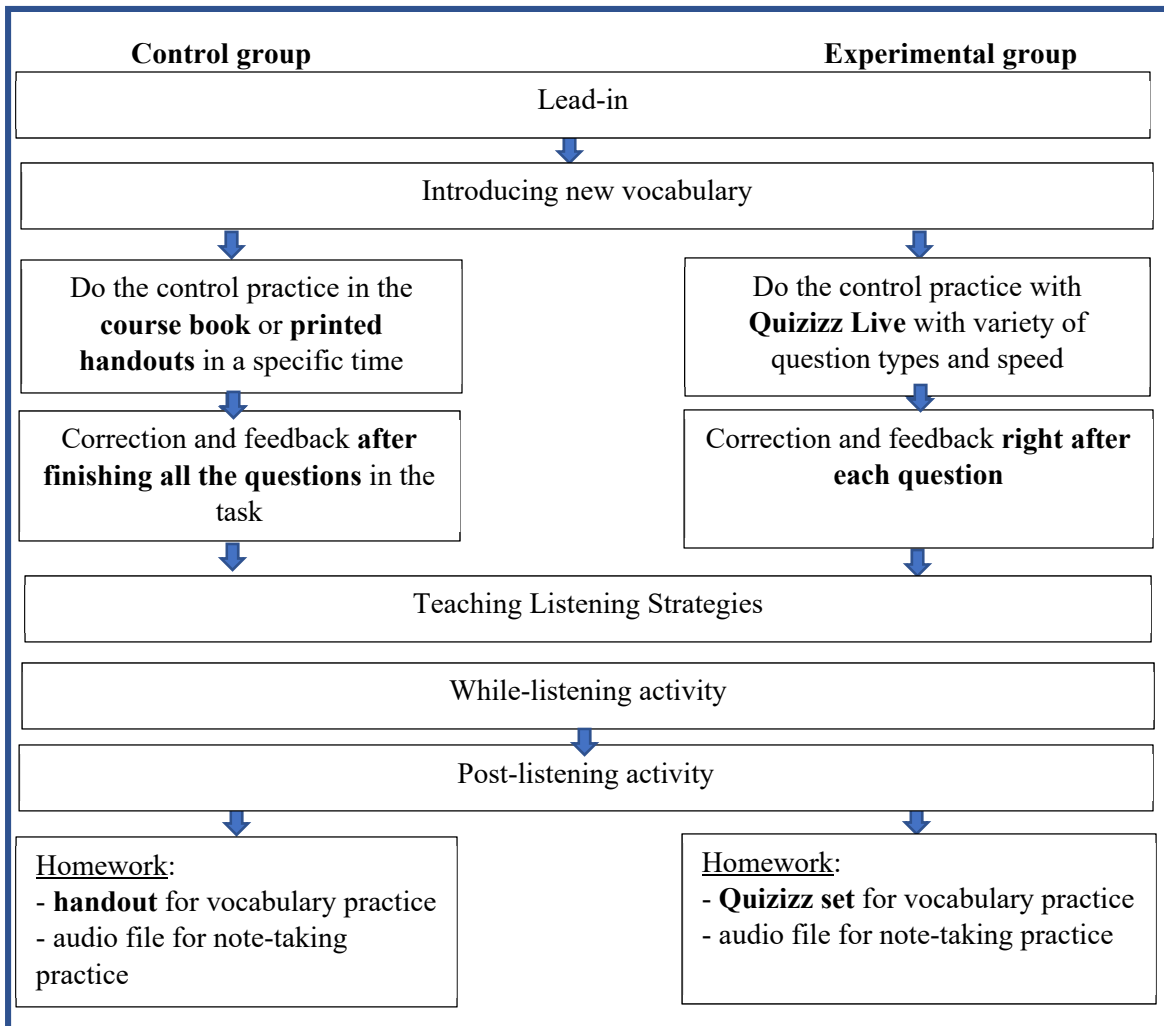 Control group
Experimental group
Lead-in
Introducing new vocabulary
Do the control practice in the
course book or printed
handouts in a specific time
Do the control practice with
Quizizz Live with variety of
question types and speed
Correction and feedback after
finishing all the questions in the
task
Correction and feedback right after
each question
Teaching Listening Strategies
While-listening activity
Post-listening activity
Homework:
- handout for vocabulary practice
- audio file for note-taking
practice
Homework:
- Quizizz set for vocabulary practice
- audio file for note-taking practice